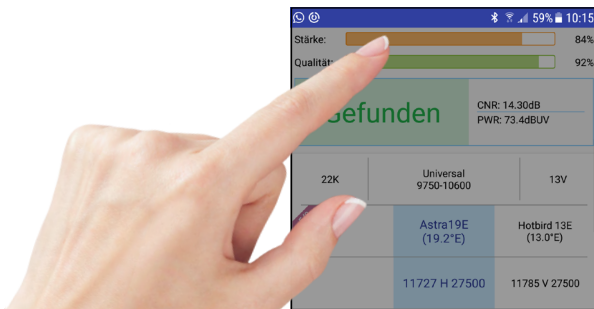 59% 10:15
Stärke: 84%
Qualität: 92%
Gefunden
CNR: 14.30dB
PWR: 73.4dBUV
22K
Universal
9750-10600
13V
Astra19E
(19.2°E)
Hotbird 13E
(13.0°E)
11727 H 27500
11785 V 27500